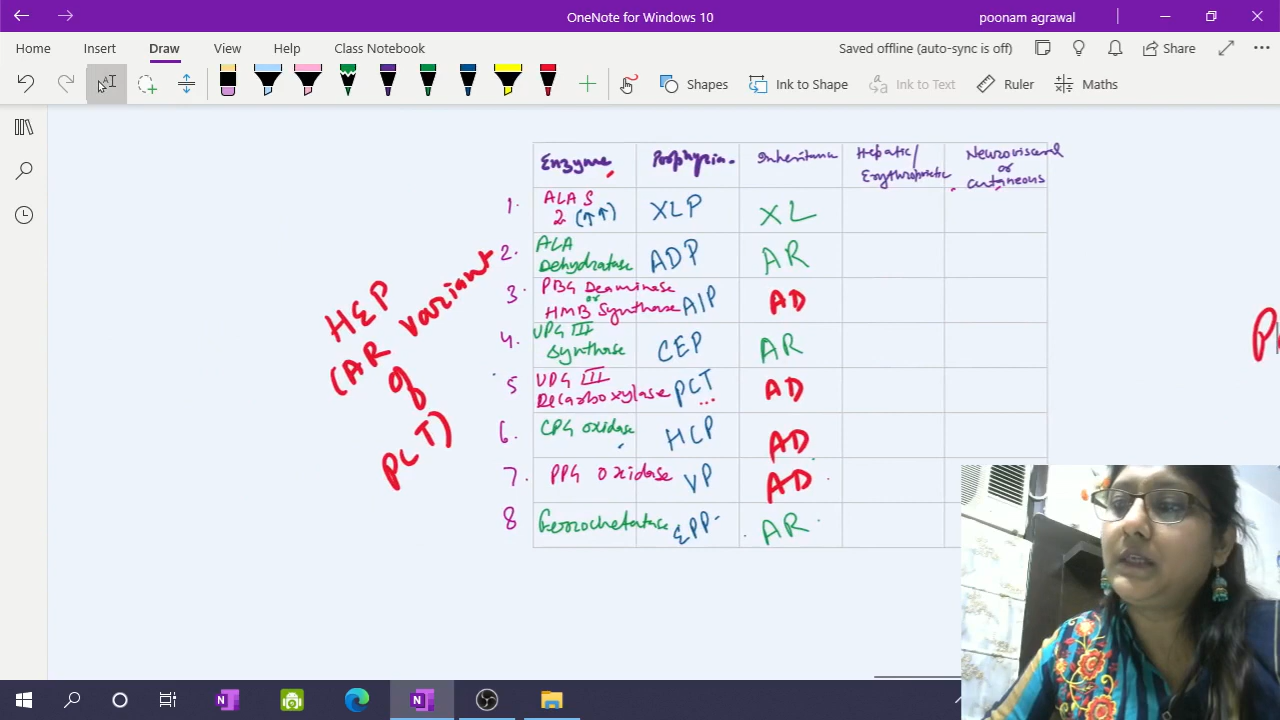 OneNote for Windows 10
poonam agrawal
Home Insert Draw View Help Class Notebook
Saved offline (auto-sync is off)
Share
Shapes
Ink to Shape
Ink to Text
Ruler
Maths
Enzyme
Porphyria
Inheritance
Hepatic/
Erythropoietic
Neurovisceral
or
cutaneous
1. ALA S
2 (↑↑)
XLP
XL
2. ALA
Dehydratase
ADP
AR
3. PBG Deaminase
or
HMB Synthase
AIP
AD
4. UPG III
Synthase
CEP
AR
5 UPG III
Decarboxylase
PCT
AD
6. CPG oxidase
HCP
AD
7. PPG oxidase
VP
AD
8 Ferrochetatase
EPP
AR
HEP
(AR variant
of
PCT)